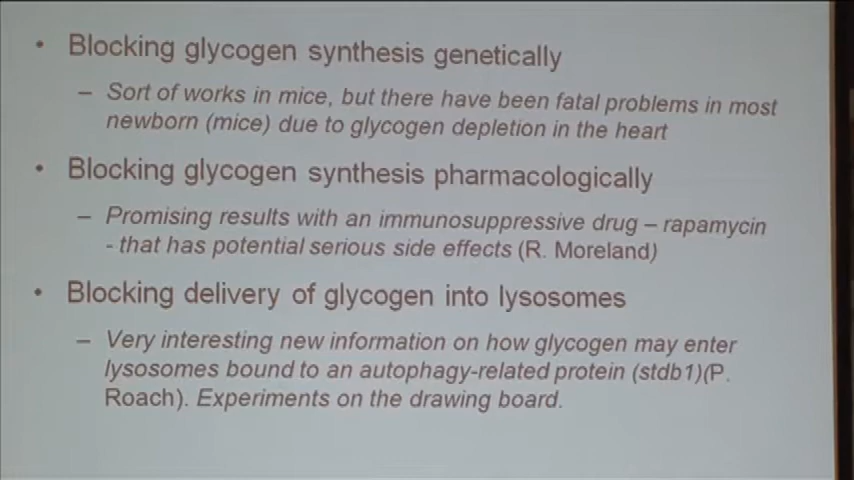 • Blocking glycogen synthesis genetically
– Sort of works in mice, but there have been fatal problems in most
newborn (mice) due to glycogen depletion in the heart
• Blocking glycogen synthesis pharmacologically
– Promising results with an immunosuppressive drug – rapamycin
- that has potential serious side effects (R. Moreland)
• Blocking delivery of glycogen into lysosomes
– Very interesting new information on how glycogen may enter
lysosomes bound to an autophagy-related protein (stdb1)(P.
Roach). Experiments on the drawing board.